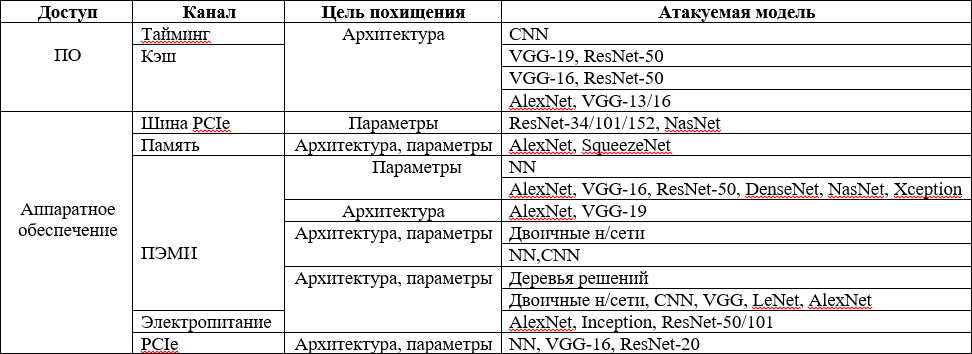 Доступ Канал Цель похищения Атакуемая модель
ПО Тайминг Архитектура CNN
Кэш VGG-19, ResNet-50
VGG-16, ResNet-50
AlexNet, VGG-13/16
Аппаратное обеспечение Шина PCIe Параметры ResNet-34/101/152, NasNet
Память Архитектура, параметры AlexNet, SqueezeNet
ПЭМИ Параметры NN
AlexNet, VGG-16, ResNet-50, DenseNet, NasNet, Xception
Архитектура AlexNet, VGG-19
Архитектура, параметры Двоичные н/сети
NN,CNN
Архитектура, параметры Деревья решений
Двоичные н/сети, CNN, VGG, LeNet, AlexNet
Электропитание AlexNet, Inception, ResNet-50/101
PCIe Архитектура, параметры NN, VGG-16, ResNet-20